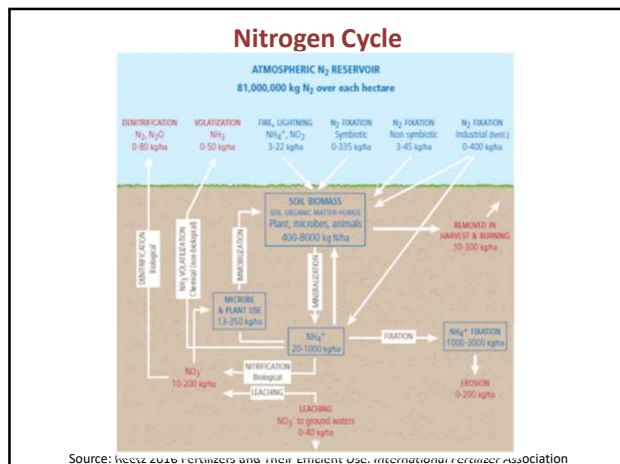 Nitrogen Cycle
ATMOSPHERIC N₂ RESERVOIR
81,000,000 kg N₂ over each hectare
DENITRIFICATION
N₂, N₂O
0-80 kg/ha
VOLATIZATION
NH₃
0-50 kg/ha
FIRE, LIGHTNING
NH₄⁺, NO₂
3-22 kg/ha
N₂ FIXATION
Symbiotic
0-335 kg/ha
N₂ FIXATION
Non symbiotic
3-45 kg/ha
N₂ FIXATION
Industrial
0-400 kg/ha
SOIL BIOMASS
SOIL ORGANIC MATTER-HUMUS
Plant, microbes, animals
400-8000 kg N/ha
REMOVED IN
HARVEST & BURNING
10-300 kg/ha
DENITRIFICATION
Biological
NH₃ VOLATILIZATION
Chemical (non-biological)
IMMOBILIZATION
MINERALIZATION
MICROBE
& PLANT USE
13-350 kg/ha
NH₄⁺
20-1000 kg/ha
FIXATION
NH₄⁺ FIXATION
1000-3000 kg/ha
NITRIFICATION
Biological
NO₃⁻
10-200 kg/ha
LEACHING
EROSION
0-200 kg/ha
LEACHING
NO₃⁻ to ground waters
0-40 kg/ha
Source: Reetz 2016 Fertilizers and Their Efficient Use. International Fertilizer Association